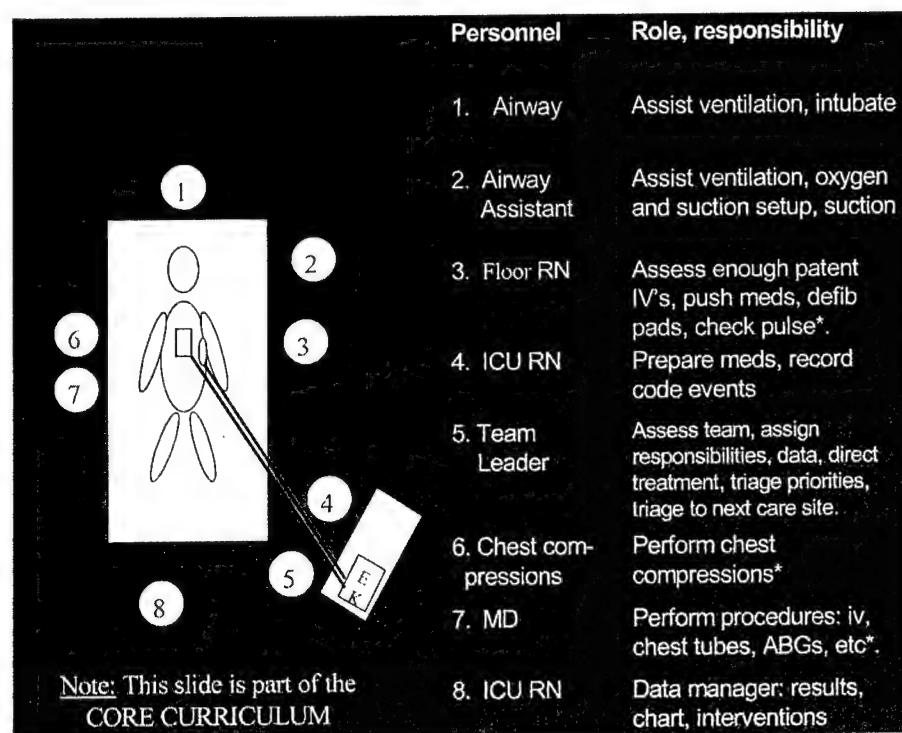 Personnel Role, responsibility
1. Airway Assist ventilation, intubate
2. Airway Assistant
Assist ventilation, oxygen
and suction setup, suction
3. Floor RN
Assess enough patent
IV's, push meds, defib
pads, check pulse*.
4. ICU RN
Prepare meds, record
code events
5. Team
Leader
Assess team, assign
responsibilities, data, direct
treatment, triage priorities,
triage to next care site.
6. Chest com-
pressions
Perform chest
compressions*
7. MD
Perform procedures: iv,
chest tubes, ABGs, etc*.
8. ICU RN
Data manager: results,
chart, interventions
1
2
3
6
7
4
5
8
E
K
Note: This slide is part of the
CORE CURRICULUM